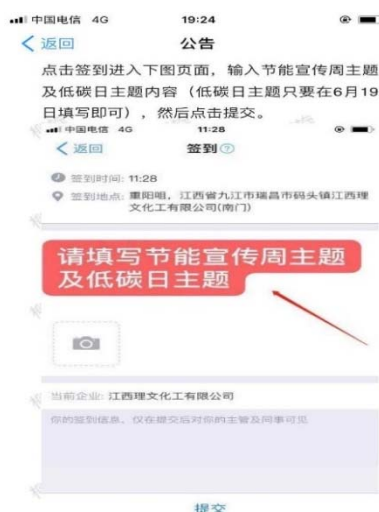 中国电信 4G 19:24
返回 公告
点击签到进入下图页面，输入节能宣传周主题
及低碳日主题内容（低碳日主题只要在6月19
日填写即可），然后点击提交。
中国电信 4G 11:28
返回 签到
签到时间: 11:28
签到地点: 重阳咀, 江西省九江市瑞昌市码头镇江西理
文化工有限公司(南门)
请填写节能宣传周主题
及低碳日主题
当前企业: 江西理文化工有限公司
你的签到信息，仅在提交后对你的主管及同事可见
提交